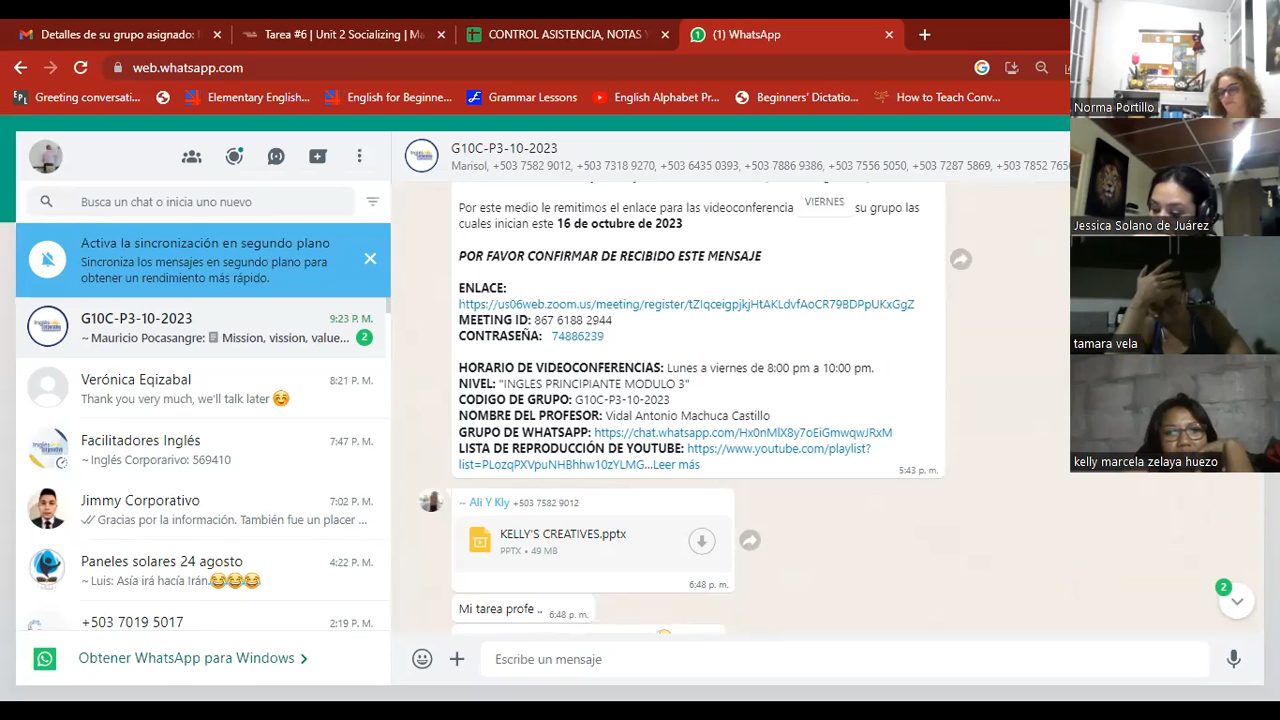 Detalles de su grupo asignado:
Tarea #6 | Unit 2 Socializing | Ma
CONTROL ASISTENCIA, NOTAS Y
(1) WhatsApp
web.whatsapp.com
Greeting conversati...
Elementary English...
English for Beginne...
Grammar Lessons
English Alphabet Pr...
Beginners' Dictatio...
How to Teach Conv...
Busca un chat o inicia uno nuevo
Activa la sincronización en segundo plano
Sincroniza los mensajes en segundo plano para
obtener un rendimiento más rápido.
G10C-P3-10-2023
9:23 P. M.
~ Mauricio Pocasangre: Mission, vission, value...
2
Verónica Eqizabal
8:21 P. M.
Thank you very much, we'll talk later
Facilitadores Inglés
7:47 P. M.
~ Inglés Corporarivo: 569410
Jimmy Corporativo
7:02 P. M.
Gracias por la información. También fue un placer ...
Paneles solares 24 agosto
4:22 P. M.
~ Luis: Asía irá hacía Irán.
+503 7019 5017
2:19 P. M.
Obtener WhatsApp para Windows
G10C-P3-10-2023
Marisol, +503 7582 9012, +503 7318 9270, +503 6435 0393, +503 7886 9386, +503 7556 5050, +503 7287 5869, +503 7852 7650
VIERNES
Por este medio le remitimos el enlace para las videoconferencia su grupo las
cuales inician este 16 de octubre de 2023
POR FAVOR CONFIRMAR DE RECIBIDO ESTE MENSAJE
ENLACE:
https://us06web.zoom.us/meeting/register/tZIqceigpjkjHtAKLdvfAoCR79BDPpUKxGgZ
MEETING ID: 867 6188 2944
CONTRASEÑA: 74886239
HORARIO DE VIDEOCONFERENCIAS: Lunes a viernes de 8:00 pm a 10:00 pm.
NIVEL: "INGLES PRINCIPIANTE MODULO 3"
CODIGO DE GRUPO: G10C-P3-10-2023
NOMBRE DEL PROFESOR: Vidal Antonio Machuca Castillo
GRUPO DE WHATSAPP: https://chat.whatsapp.com/Hx0nMlX8y7oEiGmwqwJRxM
LISTA DE REPRODUCCIÓN DE YOUTUBE: https://www.youtube.com/playlist?
list=PLozqPXVpuNHBhhw10zYLMG...Leer más
5:43 p. m.
~ Ali Y Kly +503 7582 9012
KELLY'S CREATIVES.pptx
PPTX • 49 MB
6:48 p. m.
Mi tarea profe ..
6:48 p. m.
2
Escribe un mensaje
Norma Portillo
Jessica Solano de Juárez
tamara vela
kelly marcela zelaya huezo